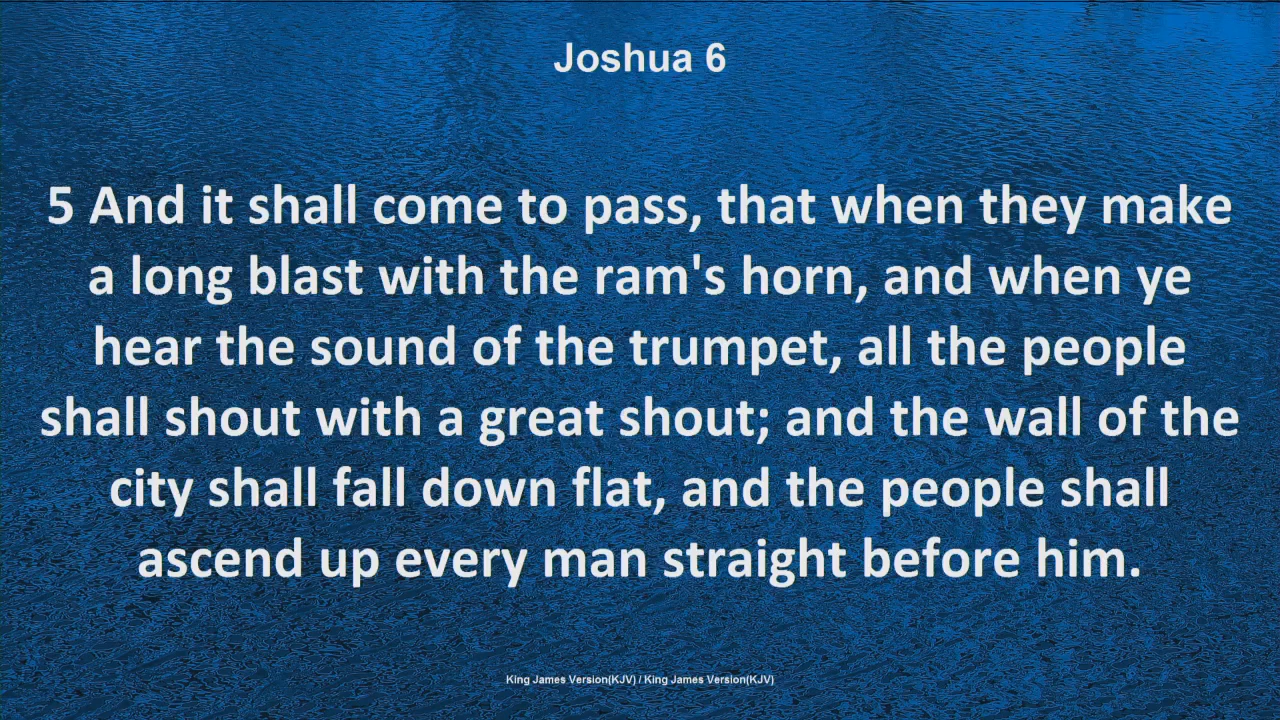 Joshua 6
5 And it shall come to pass, that when they make
a long blast with the ram's horn, and when ye
hear the sound of the trumpet, all the people
shall shout with a great shout; and the wall of the
city shall fall down flat, and the people shall
ascend up every man straight before him.
King James Version(KJV) / King James Version(KJV)